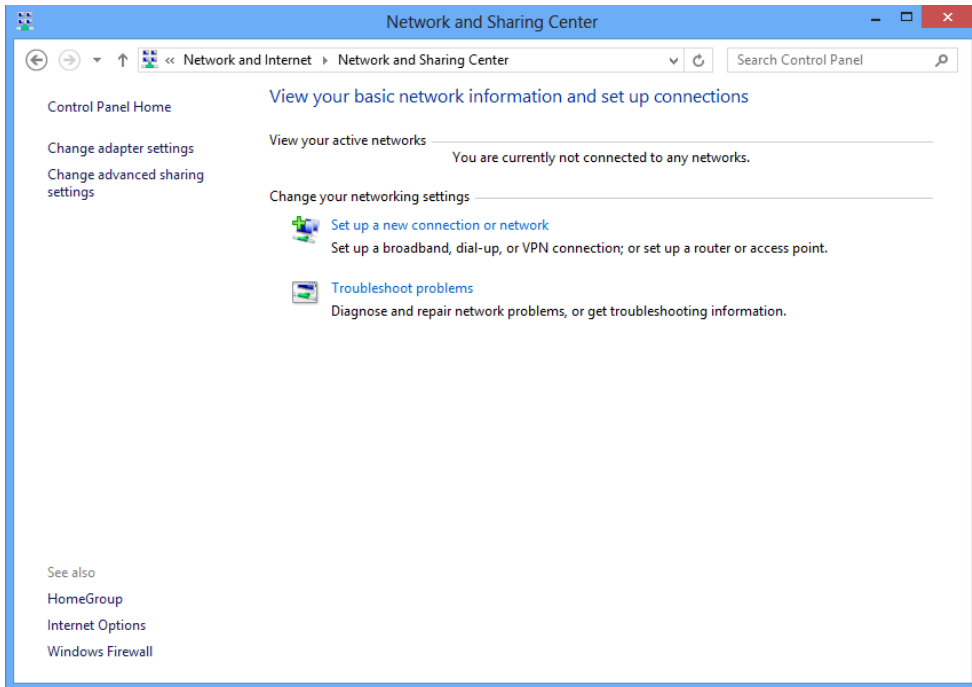 Network and Sharing Center
« Network and Internet ▸ Network and Sharing Center
Search Control Panel
Control Panel Home
Change adapter settings
Change advanced sharing
settings
View your basic network information and set up connections
View your active networks
You are currently not connected to any networks.
Change your networking settings
Set up a new connection or network
Set up a broadband, dial-up, or VPN connection; or set up a router or access point.
Troubleshoot problems
Diagnose and repair network problems, or get troubleshooting information.
See also
HomeGroup
Internet Options
Windows Firewall